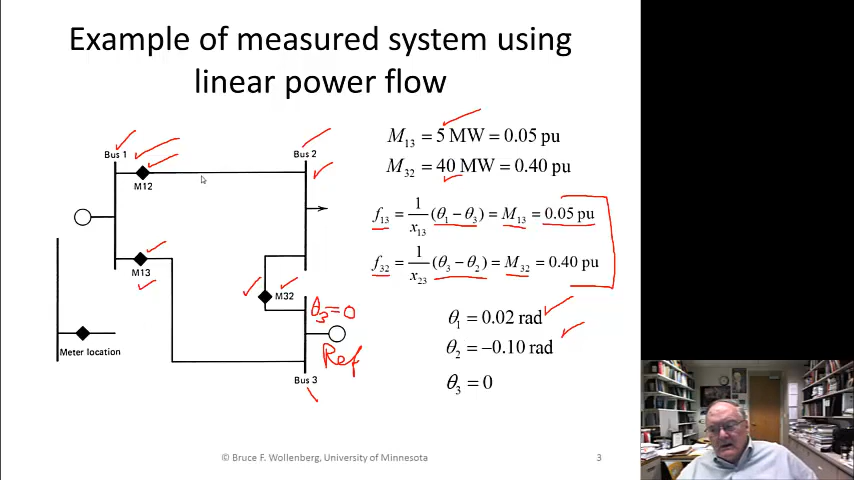 Example of measured system using
linear power flow
Bus 1
Bus 2
M12
M13
M32
Meter location
Bus 3
θ₃=0
Ref
M₁₃ = 5 MW = 0.05 pu
M₃₂ = 40 MW = 0.40 pu
f₁₃ = 1/x₁₃ (θ₁ − θ₃) = M₁₃ = 0.05 pu
f₃₂ = 1/x₂₃ (θ₃ − θ₂) = M₃₂ = 0.40 pu
θ₁ = 0.02 rad
θ₂ = −0.10 rad
θ₃ = 0
© Bruce F. Wollenberg, University of Minnesota
3